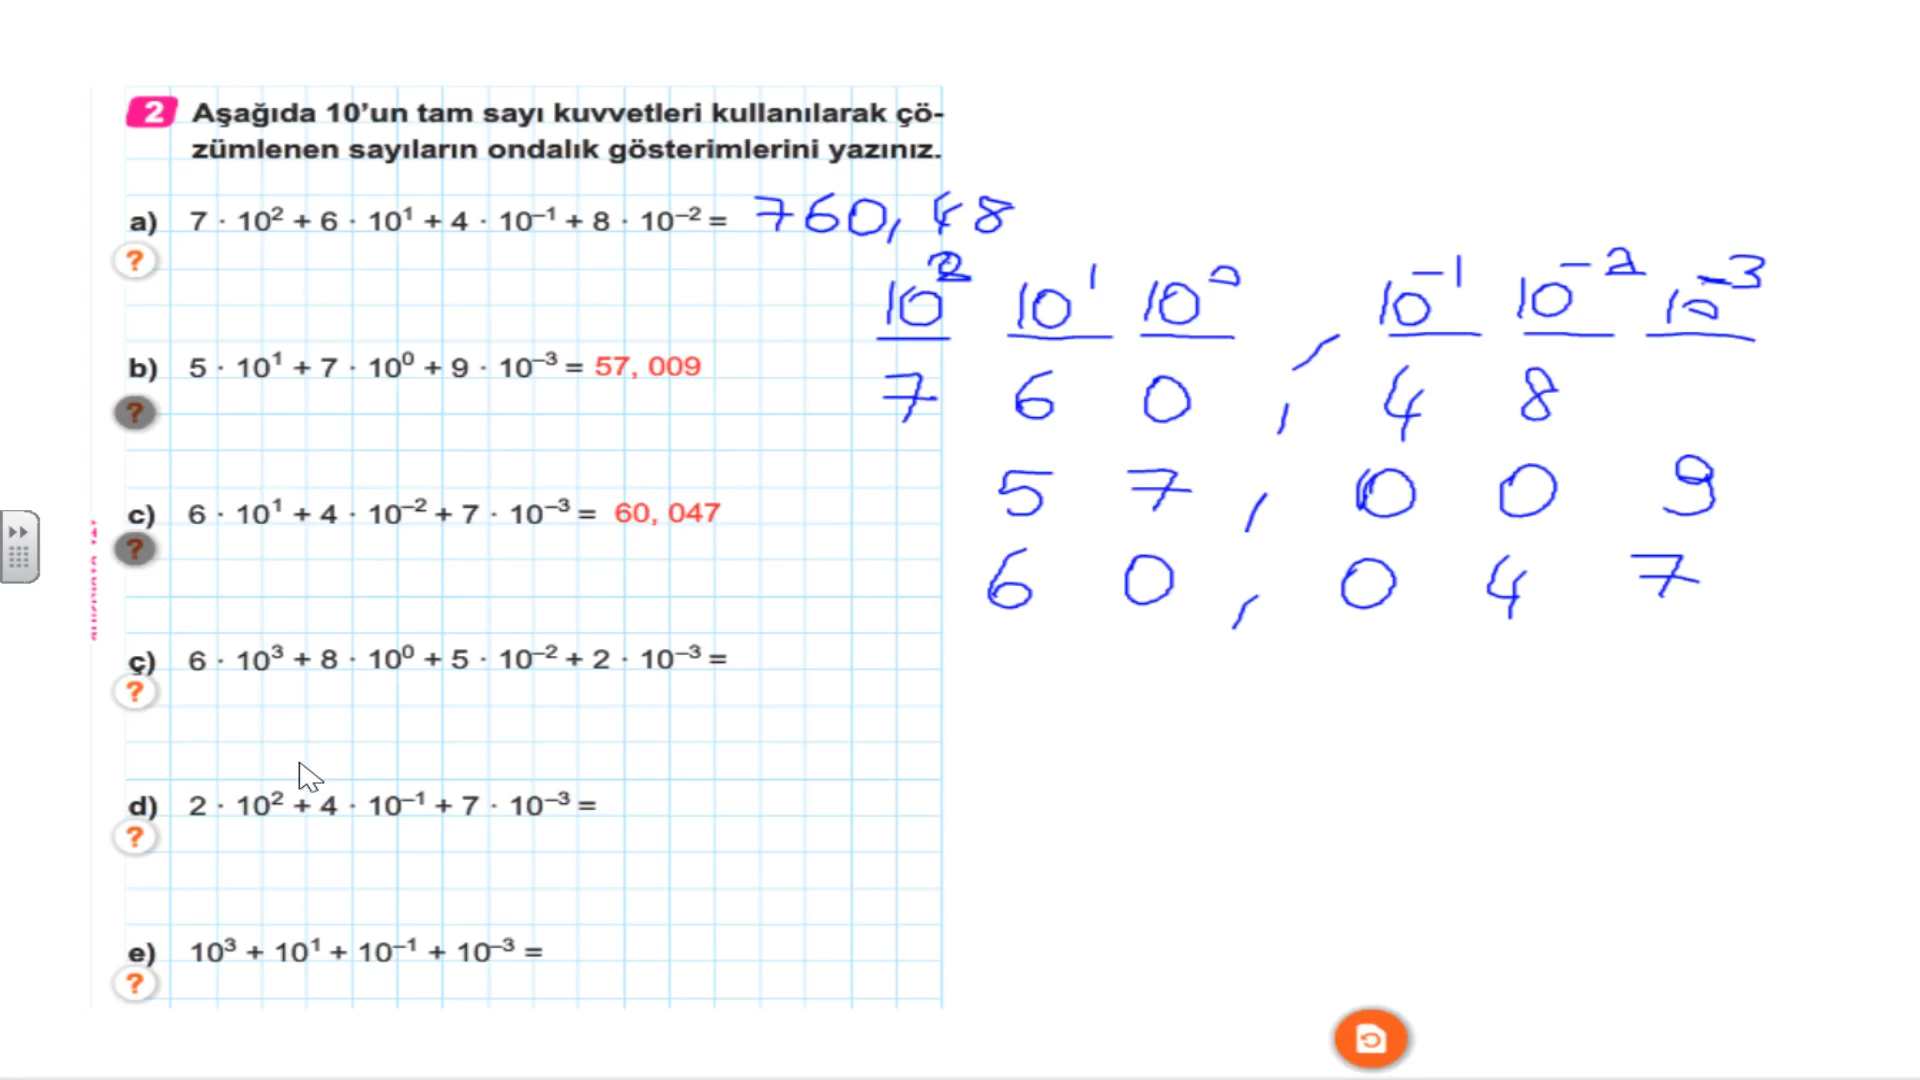 2 Aşağıda 10’un tam sayı kuvvetleri kullanılarak çö-
zümlenen sayıların ondalık gösterimlerini yazınız.
a) 7 · 10² + 6 · 10¹ + 4 · 10⁻¹ + 8 · 10⁻² = 760,48
?
10² 10¹ 10⁰ , 10⁻¹ 10⁻² 10⁻³
b) 5 · 10¹ + 7 · 10⁰ + 9 · 10⁻³ = 57, 009
?
7 6 0 , 4 8
5 7 , 0 0 9
c) 6 · 10¹ + 4 · 10⁻² + 7 · 10⁻³ = 60, 047
?
6 0 , 0 4 7
ç) 6 · 10³ + 8 · 10⁰ + 5 · 10⁻² + 2 · 10⁻³ =
?
d) 2 · 10² + 4 · 10⁻¹ + 7 · 10⁻³ =
?
e) 10³ + 10¹ + 10⁻¹ + 10⁻³ =
?